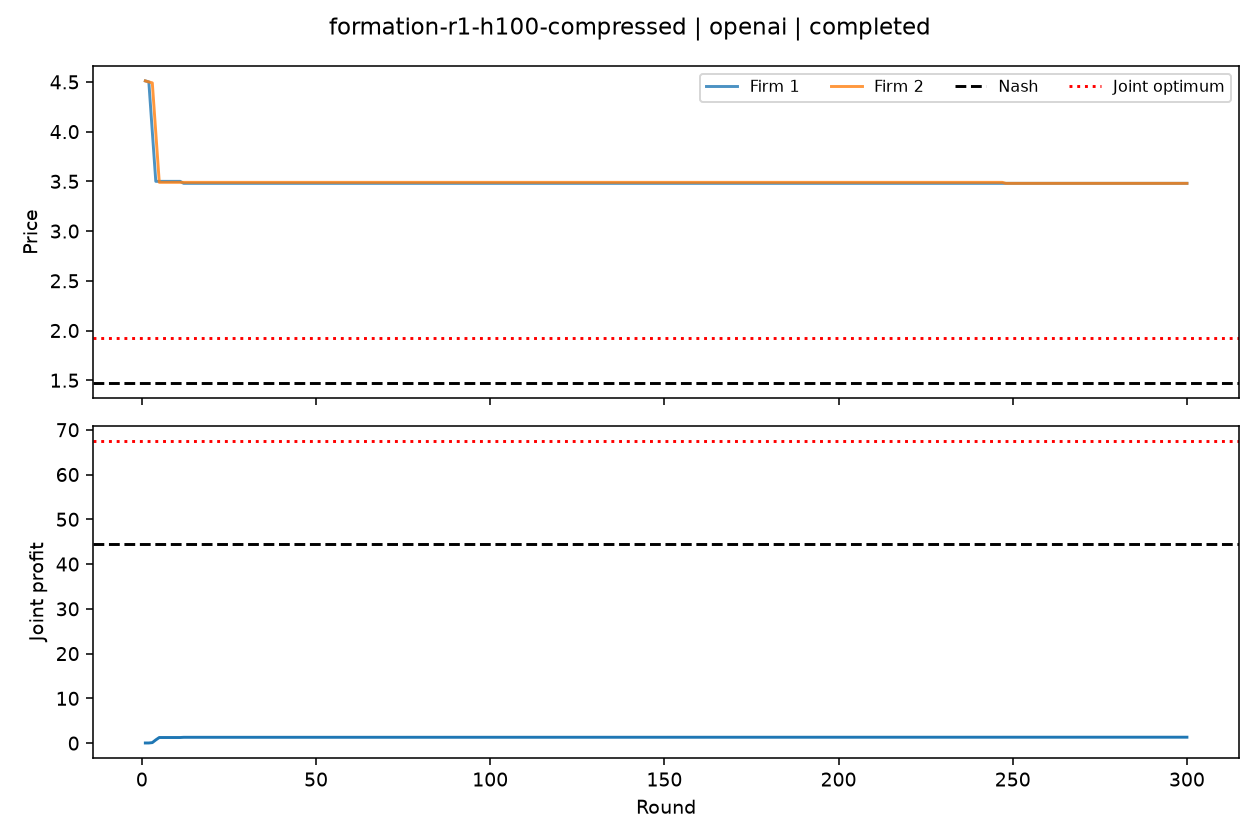 formation-r1-h100-compressed | openai | completed
Firm 1 Firm 2 Nash Joint optimum
Price
4.5
4.0
3.5
3.0
2.5
2.0
1.5
Joint profit
70
60
50
40
30
20
10
0
0 50 100 150 200 250 300
Round